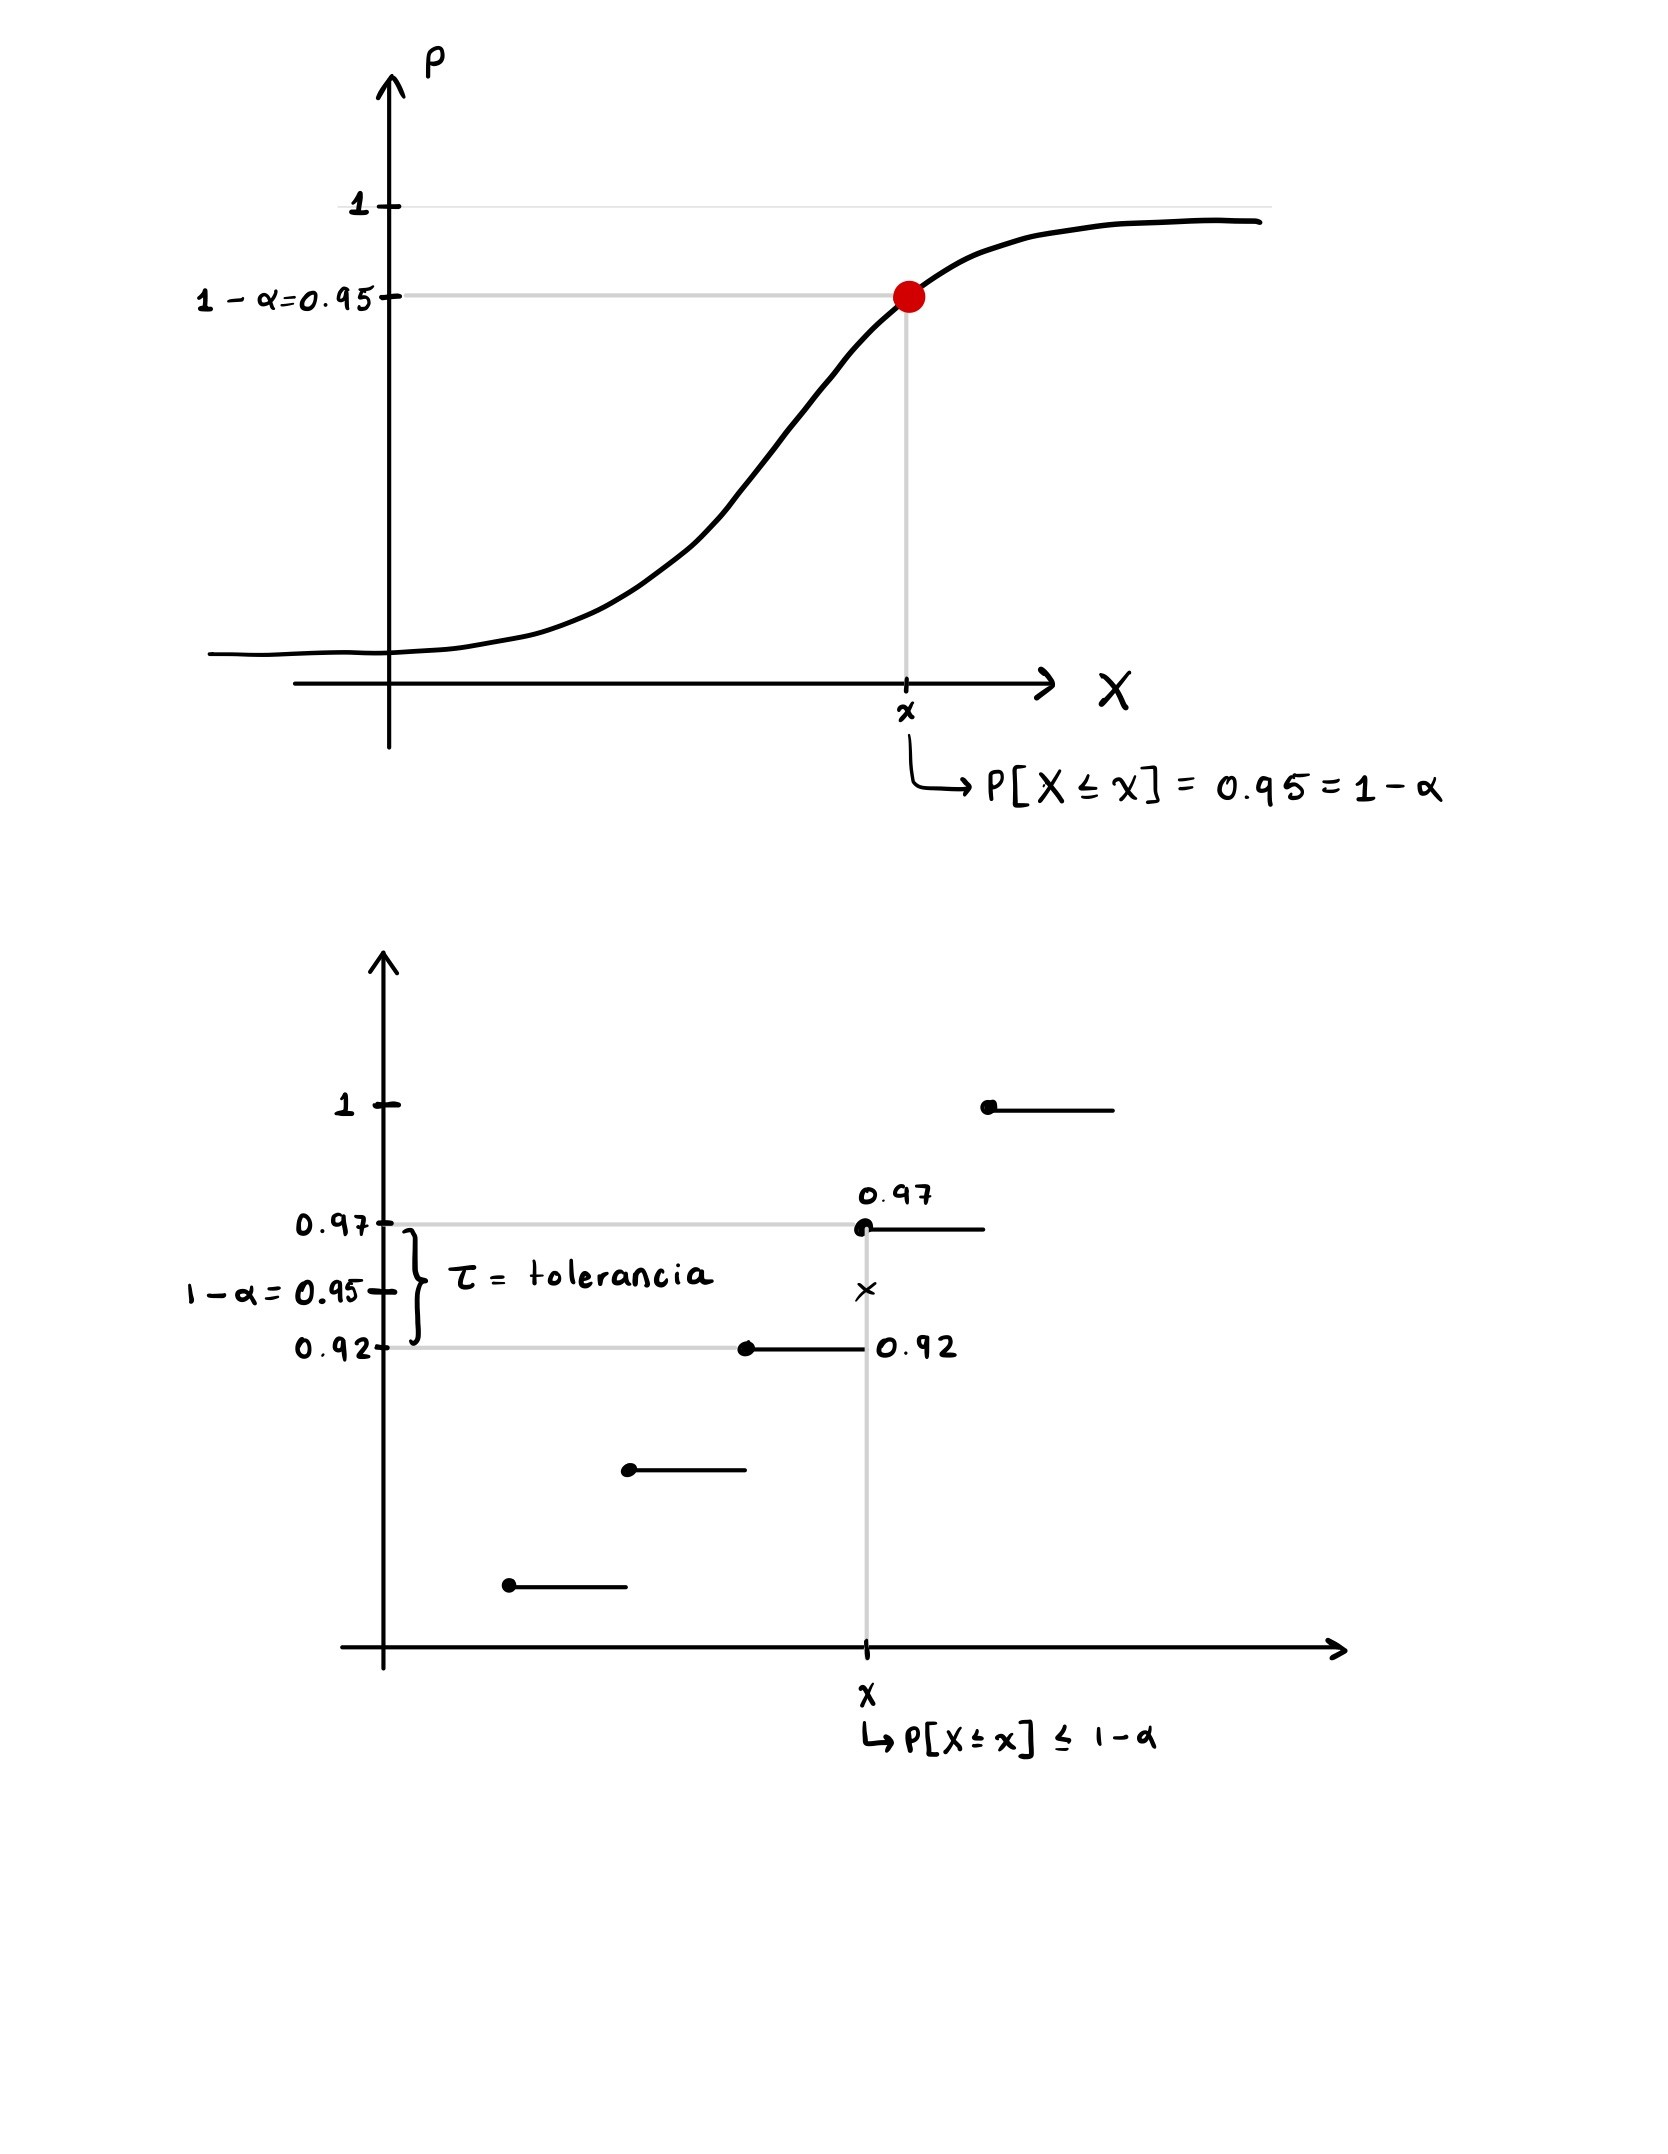 P
1
1 - α = 0.95
X
x
P[X ≤ x] = 0.95 = 1 - α
1
0.97
0.97
τ = tolerancia
1 - α = 0.95
x
0.92
0.92
x
P[X ≤ x] ≤ 1 - α